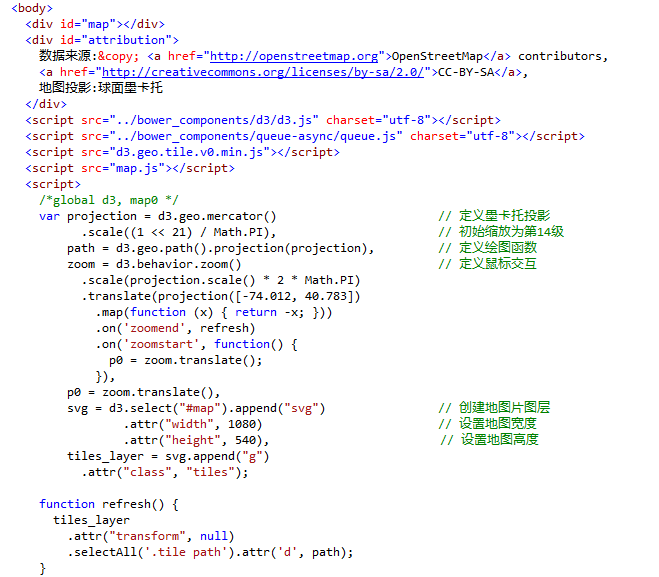 <body>
<div id="map"></div>
<div id="attribution">
数据来源:&copy; <a href="http://openstreetmap.org">OpenStreetMap</a> contributors,
<a href="http://creativecommons.org/licenses/by-sa/2.0/">CC-BY-SA</a>,
地图投影:球面墨卡托
</div>
<script src="../bower_components/d3/d3.js" charset="utf-8"></script>
<script src="../bower_components/queue-async/queue.js" charset="utf-8"></script>
<script src="d3.geo.tile.v0.min.js"></script>
<script src="map.js"></script>
<script>
/*global d3, map0 */
var projection = d3.geo.mercator() // 定义墨卡托投影
.scale((1 << 21) / Math.PI), // 初始缩放为第14级
path = d3.geo.path().projection(projection), // 定义绘图函数
zoom = d3.behavior.zoom() // 定义鼠标交互
.scale(projection.scale() * 2 * Math.PI)
.translate(projection([-74.012, 40.783])
.map(function (x) { return -x; }))
.on('zoomend', refresh)
.on('zoomstart', function() {
p0 = zoom.translate();
}),
p0 = zoom.translate(),
svg = d3.select("#map").append("svg") // 创建地图片图层
.attr("width", 1080) // 设置地图宽度
.attr("height", 540), // 设置地图高度
tiles_layer = svg.append("g")
.attr("class", "tiles");
function refresh() {
tiles_layer
.attr("transform", null)
.selectAll('.tile path').attr('d', path);
}